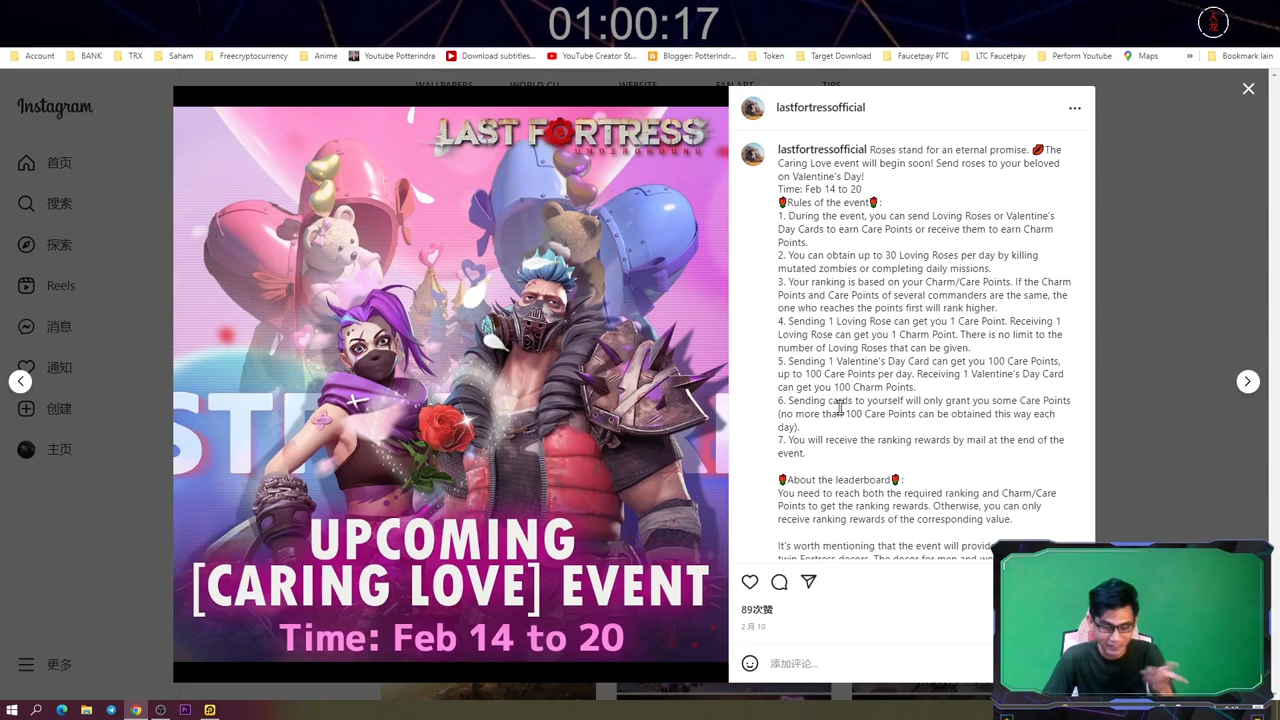 01:00:17
Account
BANK
TRX
Saham
Freecryptocurrency
Anime
Youtube Potterindra
Download subtitles...
YouTube Creator St...
Blogger: PotterIndr...
Token
Target Download
Faucetpay PTC
LTC Faucetpay
Perform Youtube
Maps
»
Bookmark lain
WALLPAPERS
WEBSITE
FAN ART
TIPS
Instagram
首页
搜索
探索
Reels
消息
通知
创建
主页
更多
LAST FORTRESS
UNDERGROUND
UPCOMING
[CARING LOVE] EVENT
Time: Feb 14 to 20
lastfortressofficial
lastfortressofficial Roses stand for an eternal promise. 💋The
Caring Love event will begin soon! Send roses to your beloved
on Valentine's Day!
Time: Feb 14 to 20
🌹Rules of the event🌹:
1. During the event, you can send Loving Roses or Valentine's
Day Cards to earn Care Points or receive them to earn Charm
Points.
2. You can obtain up to 30 Loving Roses per day by killing
mutated zombies or completing daily missions.
3. Your ranking is based on your Charm/Care Points. If the Charm
Points and Care Points of several commanders are the same, the
one who reaches the points first will rank higher.
4. Sending 1 Loving Rose can get you 1 Care Point. Receiving 1
Loving Rose can get you 1 Charm Point. There is no limit to the
number of Loving Roses that can be given.
5. Sending 1 Valentine's Day Card can get you 100 Care Points,
up to 100 Care Points per day. Receiving 1 Valentine's Day Card
can get you 100 Charm Points.
6. Sending cards to yourself will only grant you some Care Points
(no more than 100 Care Points can be obtained this way each
day).
7. You will receive the ranking rewards by mail at the end of the
event.
🌹About the leaderboard🌹:
You need to reach both the required ranking and Charm/Care
Points to get the ranking rewards. Otherwise, you can only
receive ranking rewards of the corresponding value.
It's worth mentioning that the event will provide
twin Fortress decors. The decor for men and
89次赞
2 月 10
添加评论...